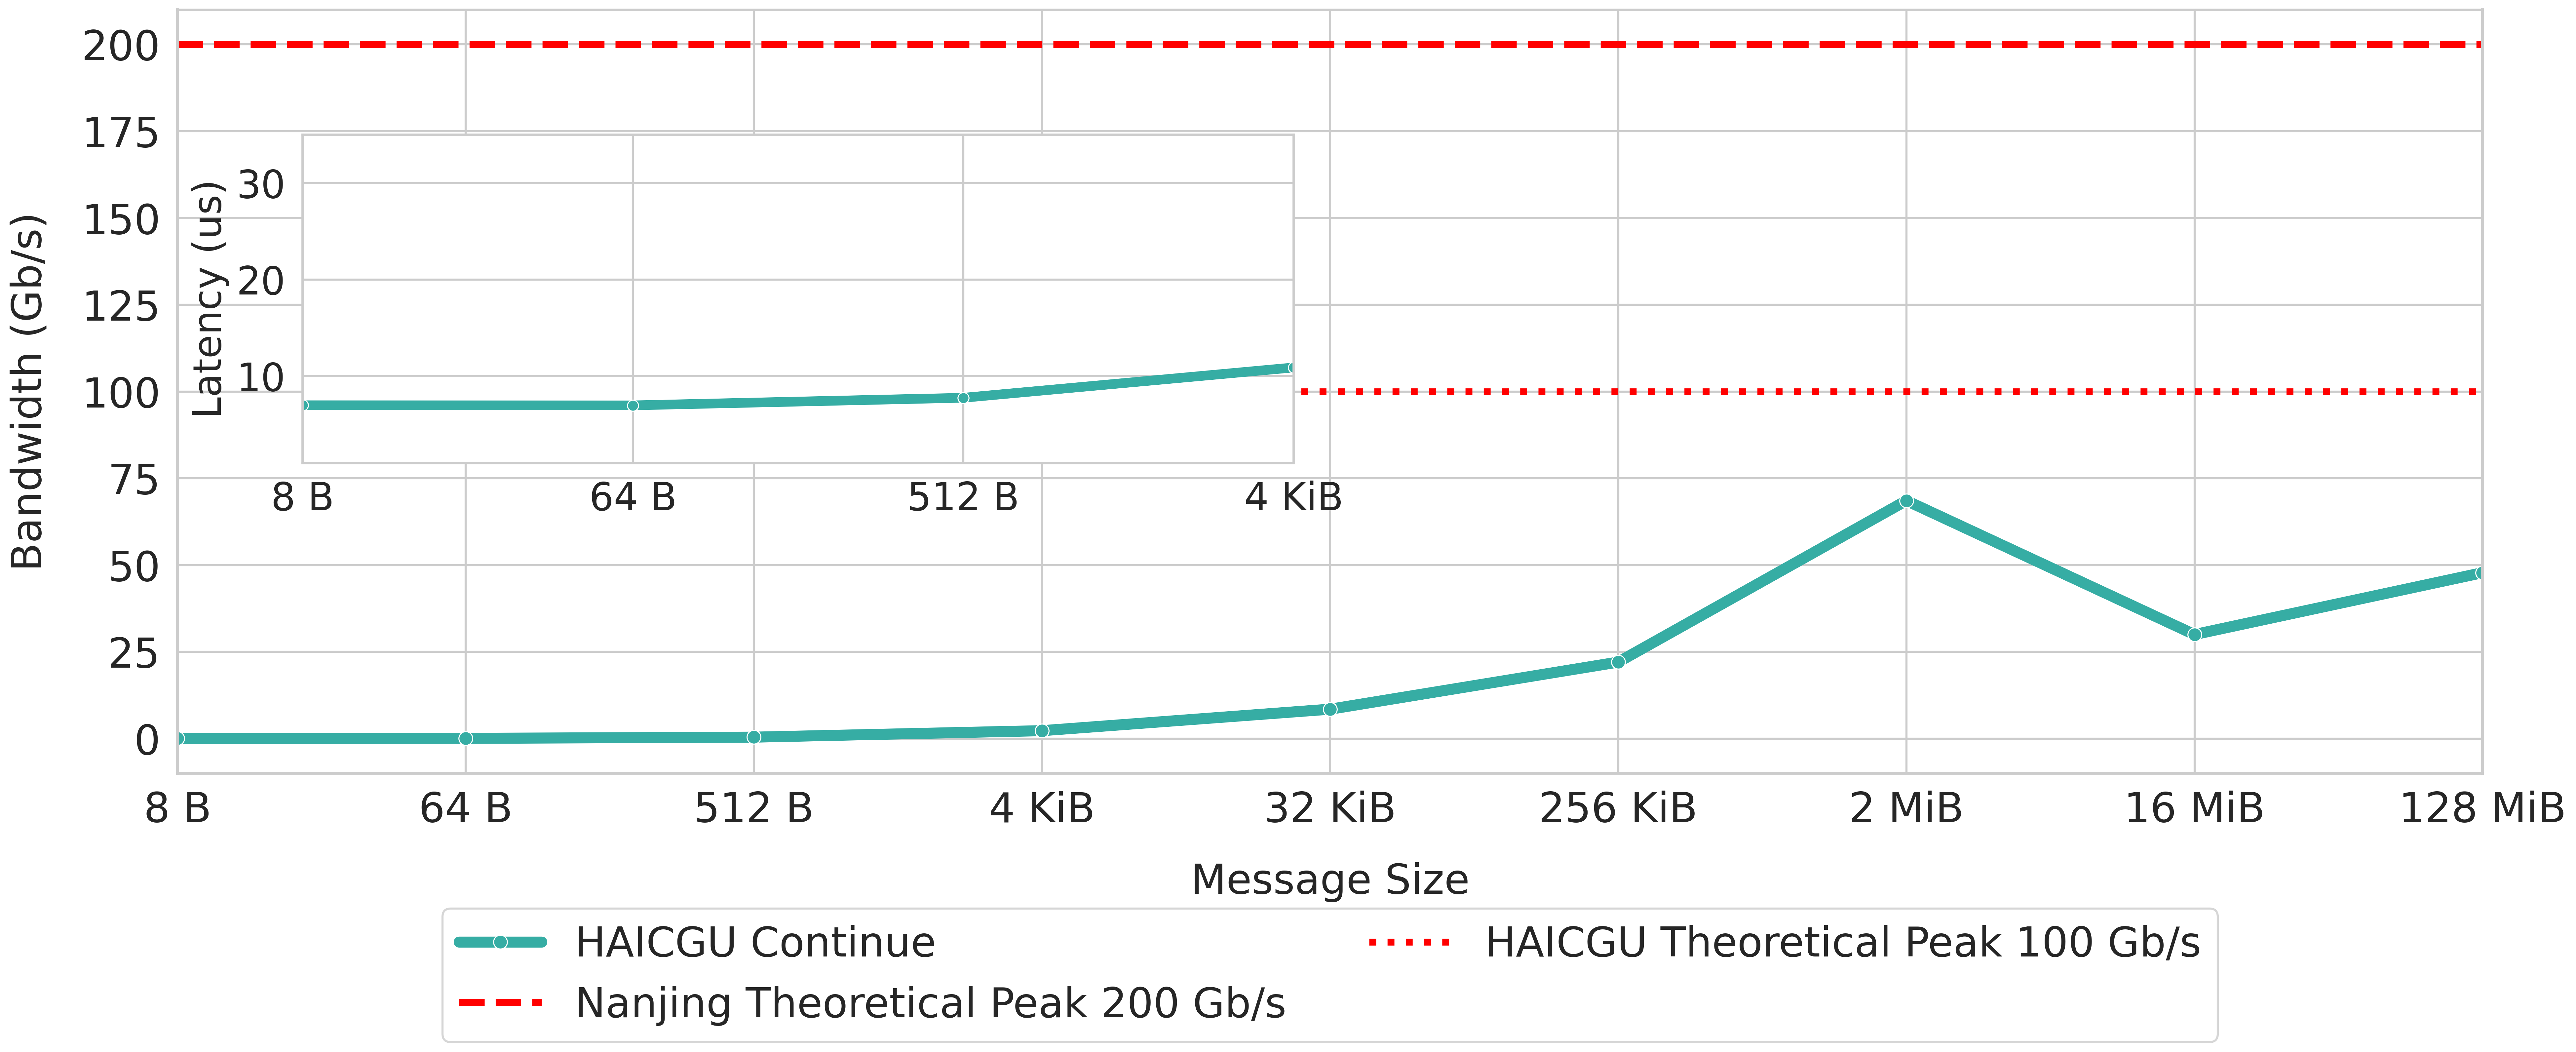 200
175
150
125
100
75
50
25
0
Bandwidth (Gb/s)
30
20
10
Latency (us)
8 B 64 B 512 B 4 KiB
8 B 64 B 512 B 4 KiB 32 KiB 256 KiB 2 MiB 16 MiB 128 MiB
Message Size
HAICGU Continue
Nanjing Theoretical Peak 200 Gb/s
HAICGU Theoretical Peak 100 Gb/s